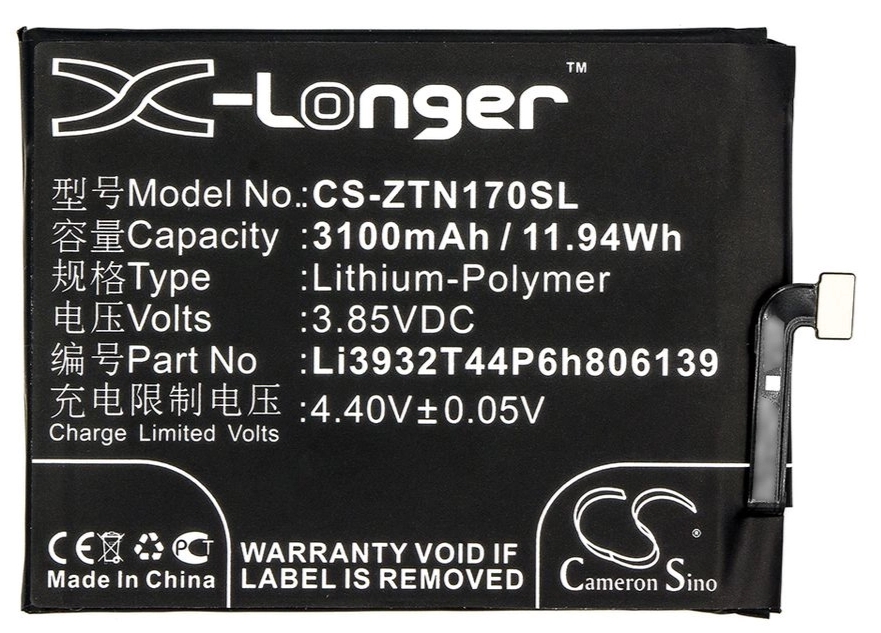 X-Longer™
型号Model No.:CS-ZTN170SL
容量Capacity :3100mAh / 11.94Wh
规格Type :Lithium-Polymer
电压Volts :3.85VDC
编号Part No :Li3932T44P6h806139
充电限制电压 :4.40V±0.05V
Charge Limited Volts
CE PCT
Made In China
WARRANTY VOID IF
LABEL IS REMOVED
CS®
Cameron Sino